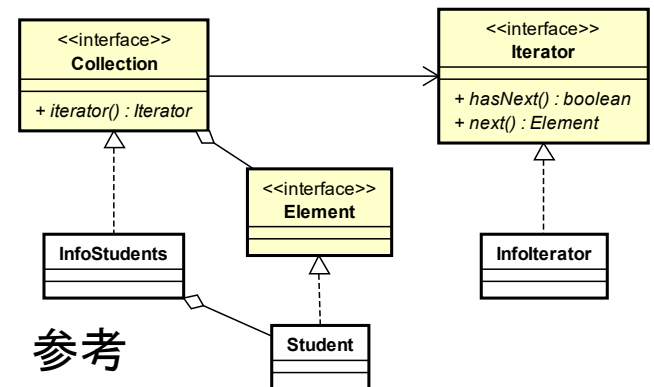 <<interface>>
Collection
+ iterator() : Iterator
<<interface>>
Iterator
+ hasNext() : boolean
+ next() : Element
<<interface>>
Element
InfoStudents
InfoIterator
Student
参考